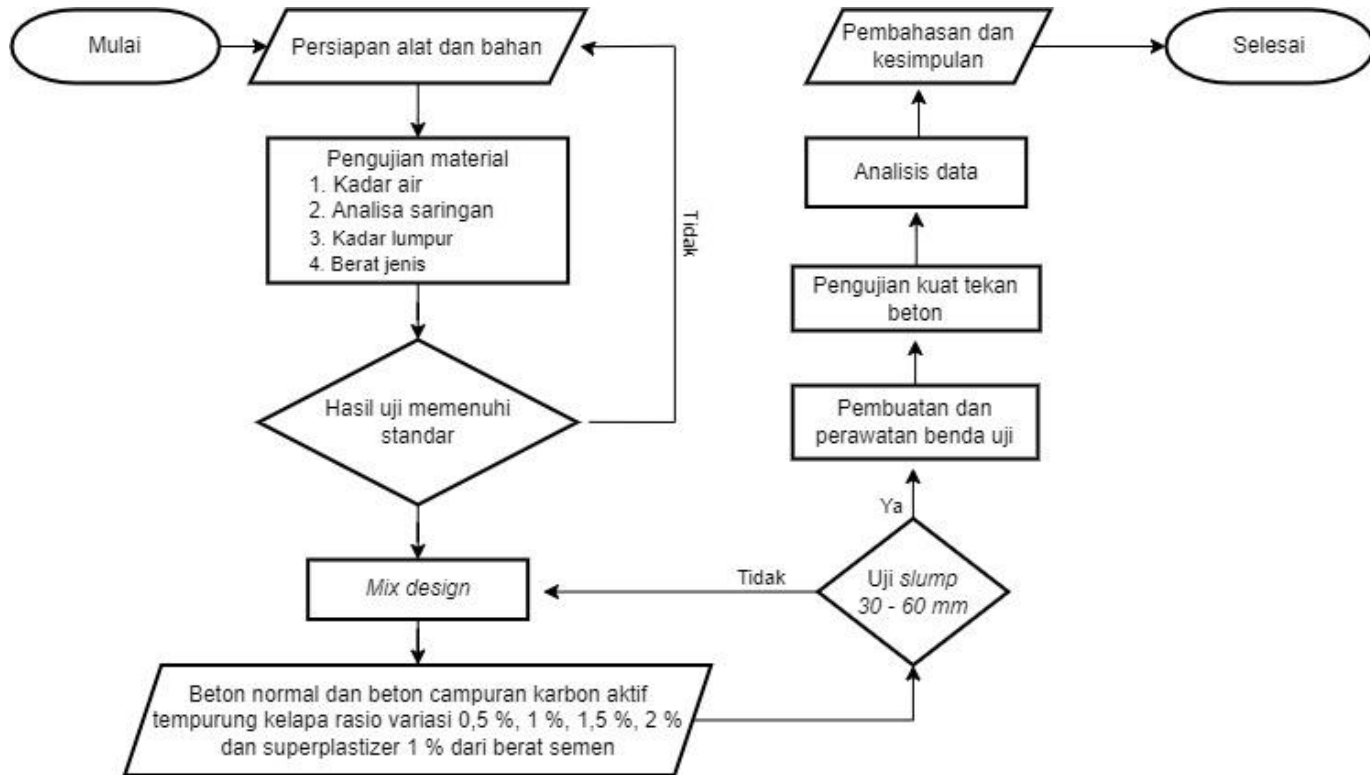 Mulai
Persiapan alat dan bahan
Pengujian material
1. Kadar air
2. Analisa saringan
3. Kadar lumpur
4. Berat jenis
Tidak
Hasil uji memenuhi
standar
Mix design
Beton normal dan beton campuran karbon aktif
tempurung kelapa rasio variasi 0,5 %, 1 %, 1,5 %, 2 %
dan superplastizer 1 % dari berat semen
Uji slump
30 - 60 mm
Tidak
Ya
Pembuatan dan
perawatan benda uji
Pengujian kuat tekan
beton
Analisis data
Pembahasan dan
kesimpulan
Selesai